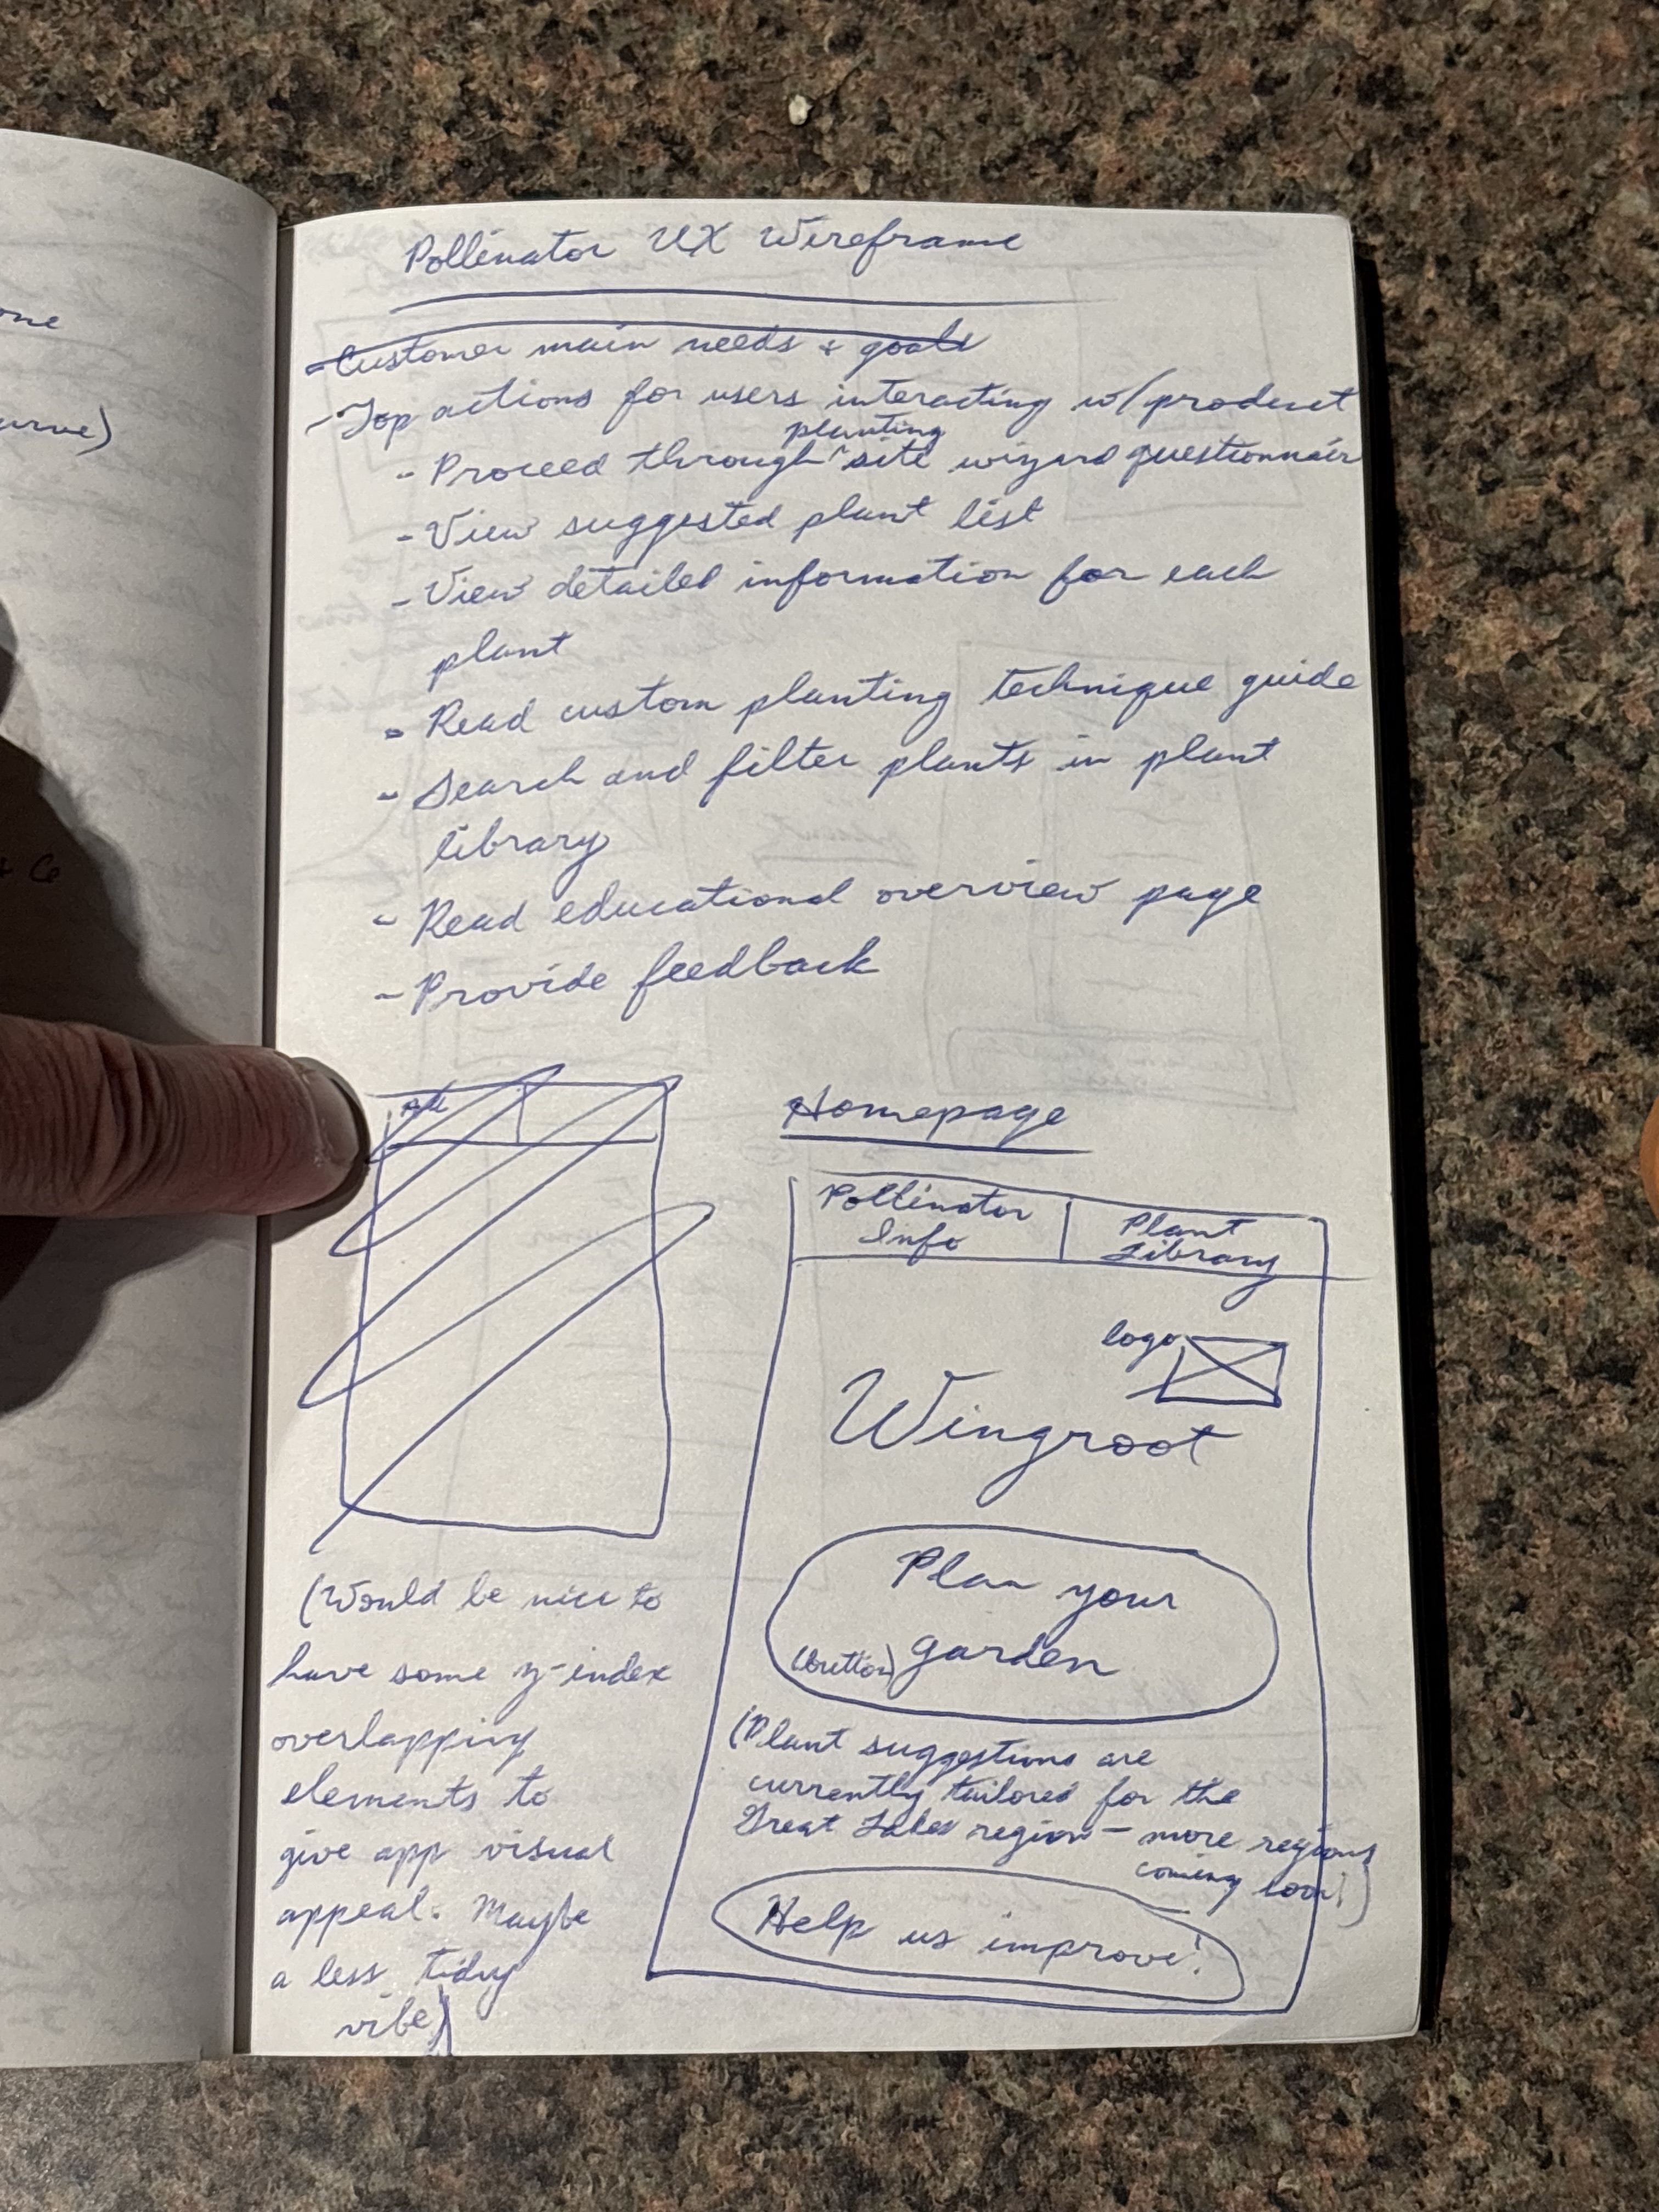 one
urve)
Pollinator UX Wireframe
-Customer main needs + goals
-Top actions for users interacting w/product
planting
- Proceed through ^ site wizard questionnair
- View suggested plant list
- View detailed information for each
plant
- Read custom planting technique guide
- Search and filter plants in plant
library
- Read educational overview page
- Provide feedback
Homepage
Pollinator
Info
Plant
Library
logo
Wingroot
Plan your
(button) garden
(Plant suggestions are
currently tailored for the
Great Lakes region - more regions
coming soon!)
Help us improve!
(Would be nice to
have some z-index
overlapping
elements to
give app visual
appeal. Maybe
a less tidy
vibe)